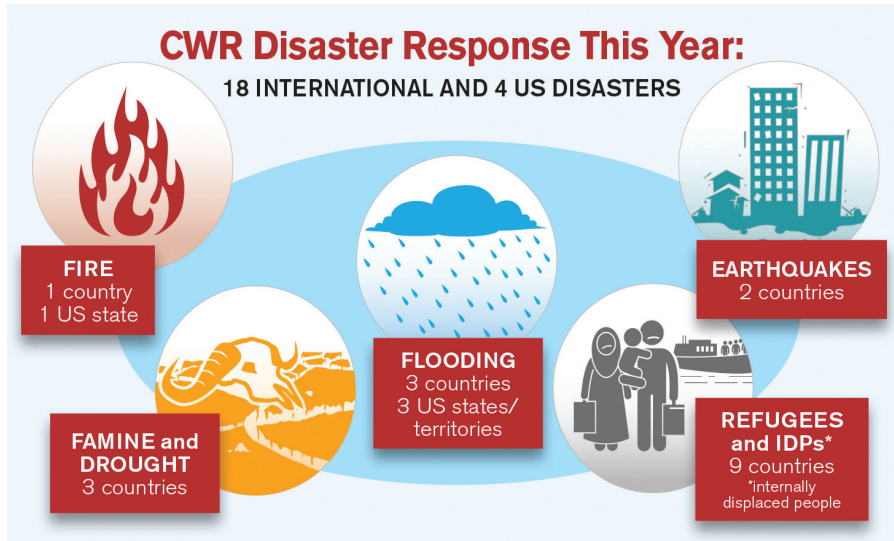 CWR Disaster Response This Year:
18 INTERNATIONAL AND 4 US DISASTERS
FIRE
1 country
1 US state
FAMINE and
DROUGHT
3 countries
FLOODING
3 countries
3 US states/
territories
EARTHQUAKES
2 countries
REFUGEES
and IDPs*
9 countries
*internally
displaced people